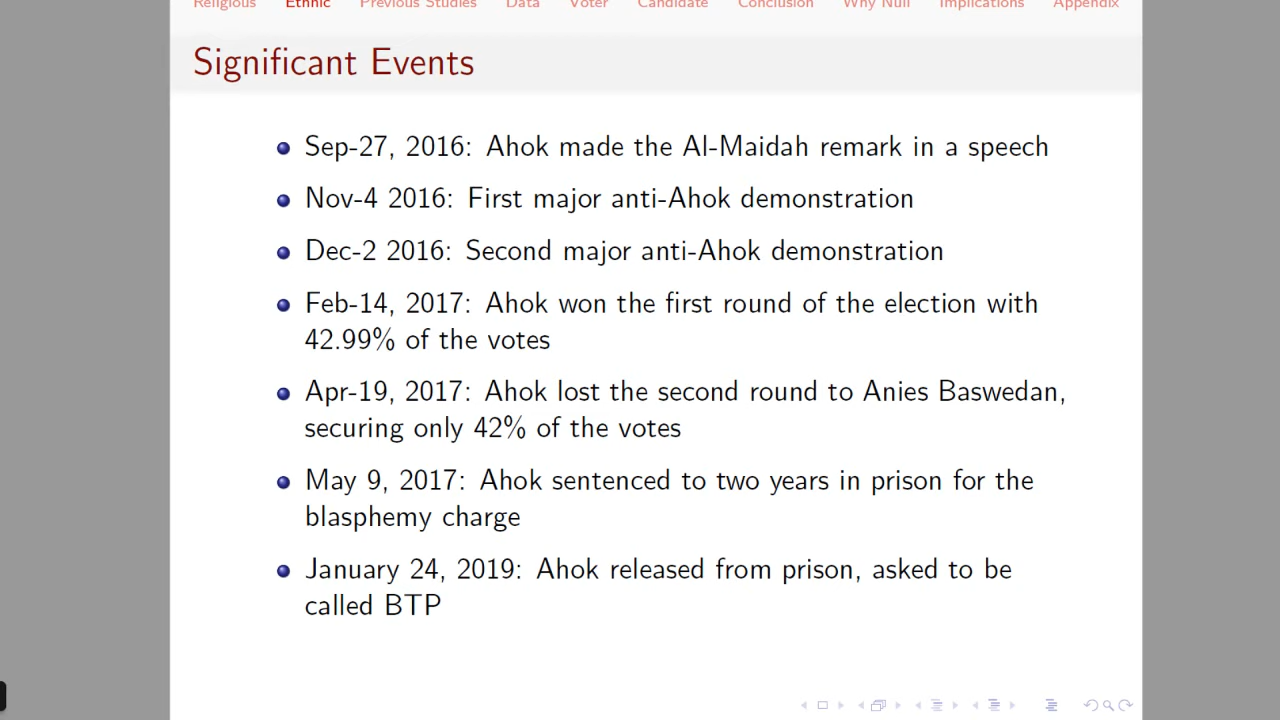 Religious Ethnic Previous Studies Data Voter Candidate Conclusion Why Null Implications Appendix
Significant Events
Sep-27, 2016: Ahok made the Al-Maidah remark in a speech
Nov-4 2016: First major anti-Ahok demonstration
Dec-2 2016: Second major anti-Ahok demonstration
Feb-14, 2017: Ahok won the first round of the election with
42.99% of the votes
Apr-19, 2017: Ahok lost the second round to Anies Baswedan,
securing only 42% of the votes
May 9, 2017: Ahok sentenced to two years in prison for the
blasphemy charge
January 24, 2019: Ahok released from prison, asked to be
called BTP